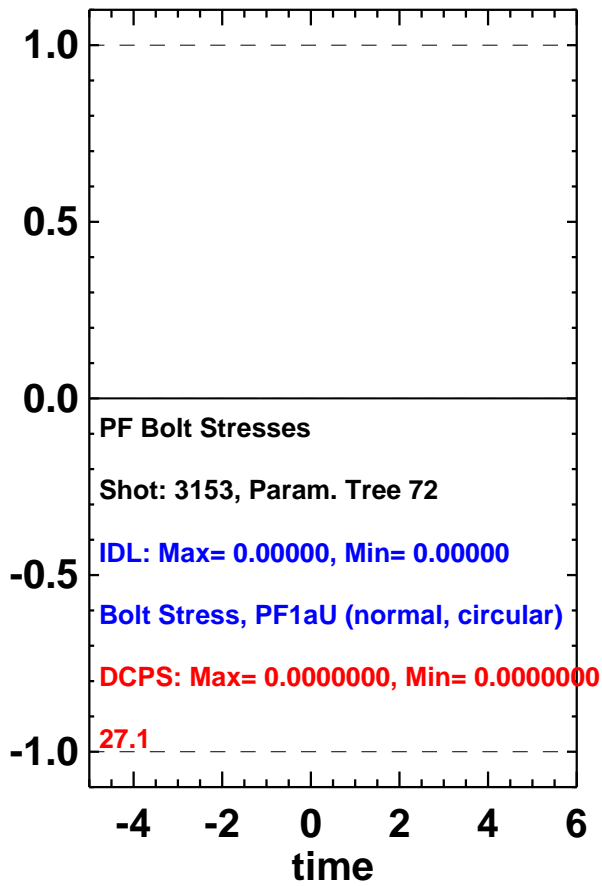 1.0
0.5
0.0
PF Bolt Stresses
Shot: 3153, Param. Tree 72
IDL: Max= 0.00000, Min= 0.00000
-0.5
Bolt Stress, PF1aU (normal, circular)
DCPS: Max= 0.0000000, Min= 0.0000000
27.1
-1.0
-4 -2 0 2 4 6
time